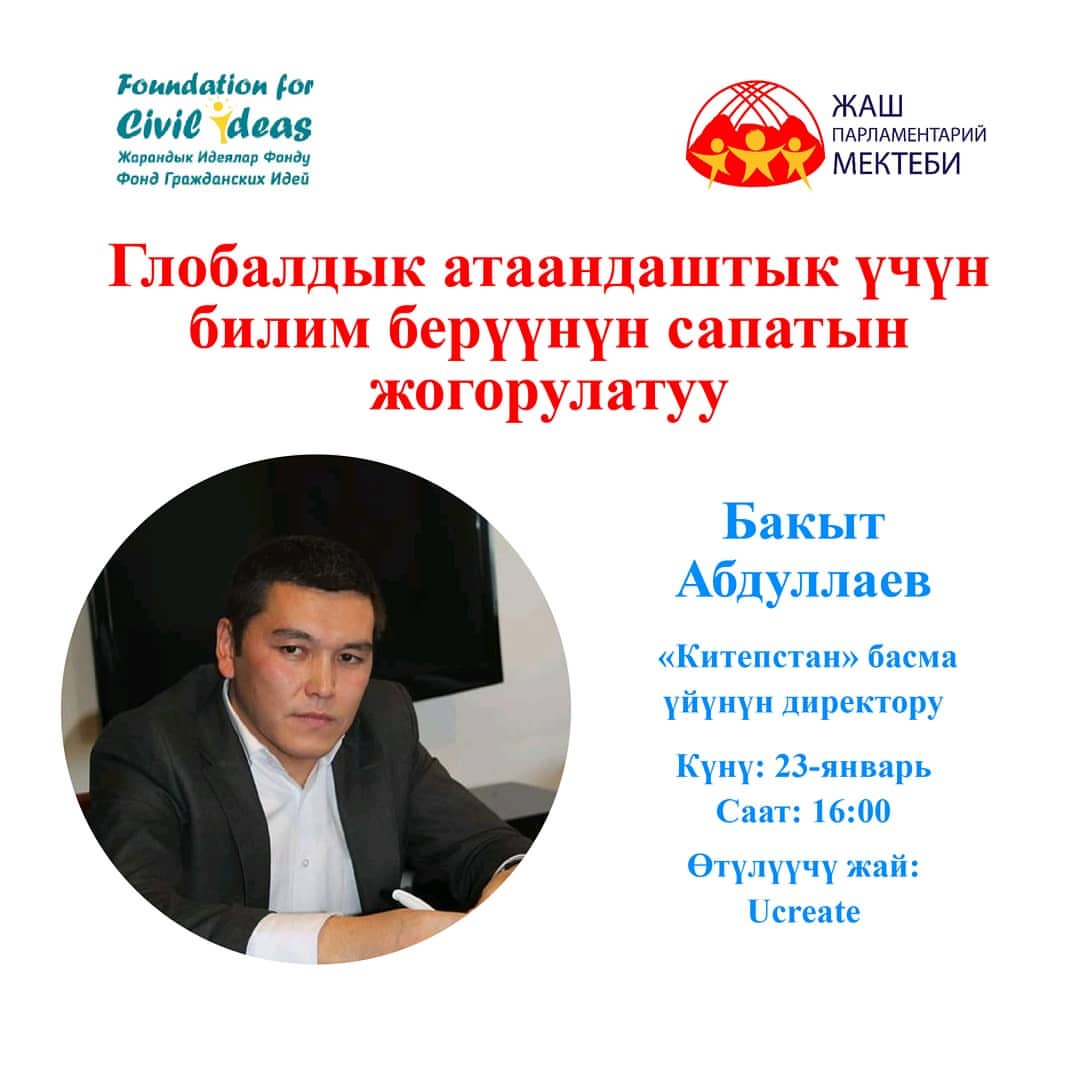 Foundation for
Civil Ideas
Жарандык Идеялар Фонду
Фонд Гражданских Идей
ЖАШ
ПАРЛАМЕНТАРИЙ
МЕКТЕБИ
Глобалдык атаандаштык үчүн
билим берүүнүн сапатын
жогорулатуу
Бакыт
Абдуллаев
«Китепстан» басма
үйүнүн директору
Күнү: 23-январь
Саат: 16:00
Өтүлүүчү жай:
Ucreate